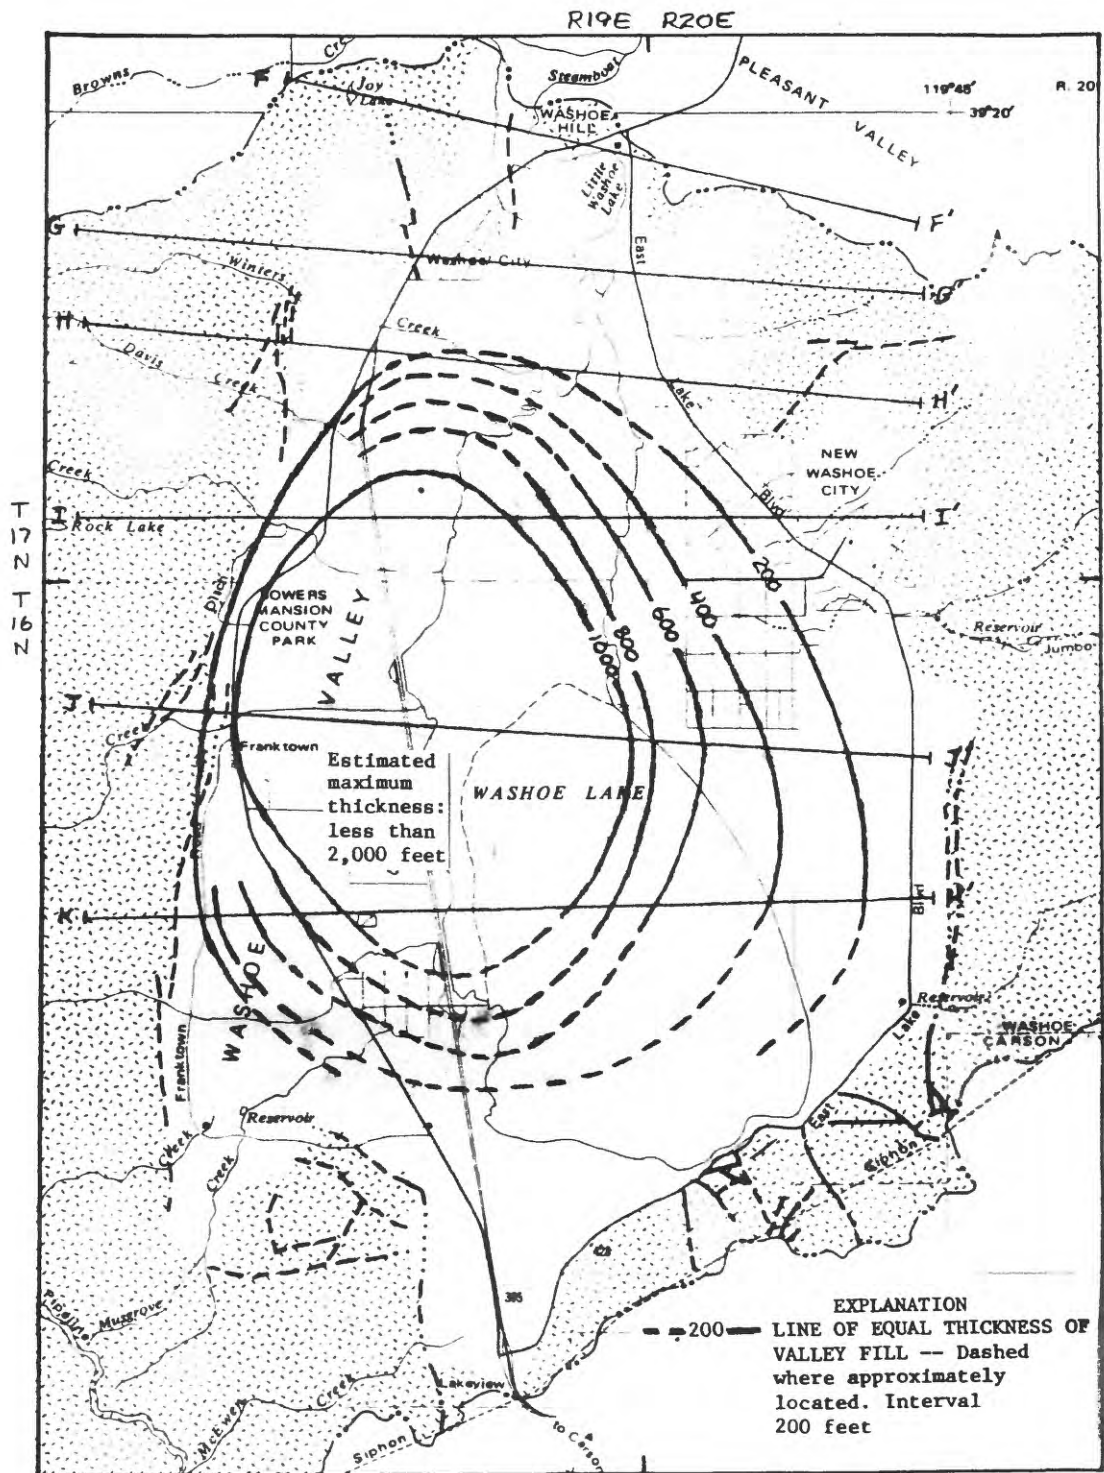 R19E R20E
Browns
Cre
F
Joy
Lake
Steamboat
PLEASANT
VALLEY
119°45'
R. 20
39°20'
WASHOE
HILL
Little
Washoe
Lake
F'
G
Washoe City
East
G'
Winters
Creek
H
Davis
Creek
Lake
H'
NEW
WASHOE
CITY
Blvd
Creek
T
17
N
I
Rock Lake
I'
Ditch
200
400
600
800
1000
T
16
N
BOWERS
MANSION
COUNTY
PARK
VALLEY
Reservoir
Jumbo
J
Creek
Franktown
Estimated
maximum
thickness:
less than
2,000 feet
WASHOE LAKE
Road
K
Blvd
WASHOE
Reservoir
Lake
WASHOE
CARSON
Franktown
Creek
Reservoir
Creek
East
Siphon
428
395
Pipeline
Musgrove
McEwen
Creek
Lakeview
Siphon
to Carson
EXPLANATION
200 LINE OF EQUAL THICKNESS OF
VALLEY FILL -- Dashed
where approximately
located. Interval
200 feet